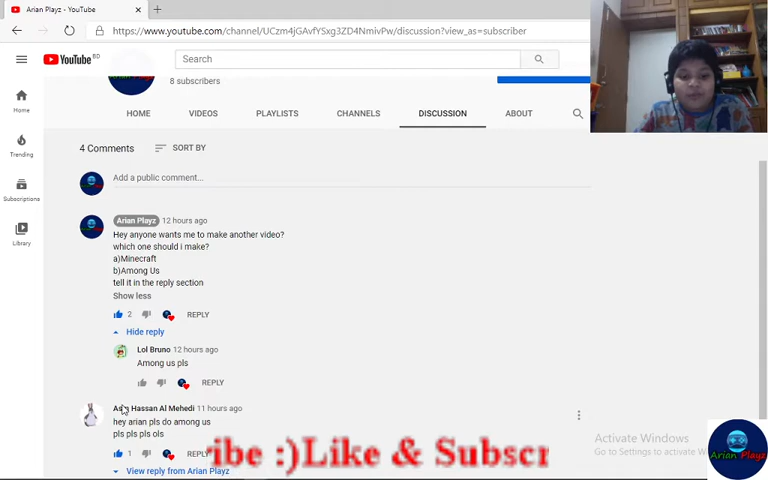 Arian Playz - YouTube
https://www.youtube.com/channel/UCzm4jGAvfYSxg3ZD4NmivPw/discussion?view_as=subscriber
YouTube BD
Search
8 subscribers
HOME VIDEOS PLAYLISTS CHANNELS DISCUSSION ABOUT
4 Comments SORT BY
Add a public comment...
Arian Playz 12 hours ago
Hey anyone wants me to make another video?
which one should i make?
a)Minecraft
b)Among Us
tell it in the reply section
Show less
2 REPLY
Hide reply
Lol Bruno 12 hours ago
Among us pls
REPLY
Hassan Al Mehedi 11 hours ago
hey arian pls do among us
pls pls pls ols
1 REPLY
View reply from Arian Playz
Home
Trending
Subscriptions
Library
ribe :)Like & Subscr
Activate Windows
Go to Settings to activate W
Arian Playz